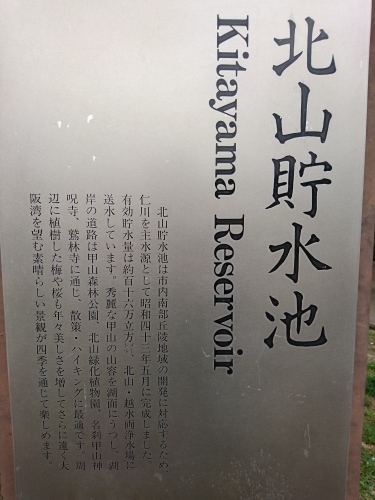 北山貯水池
Kitayama Reservoir
北山貯水池は市内南部丘陵地域の開発に対応するため
仁川を主水源として昭和四十三年五月に完成しました。
有効貯水量は約百十六万立方㍍、北山・越水両浄水場に
送水しています。秀麗な甲山の山容を湖面にうつし、湖
岸の道路は甲山森林公園、北山緑化植物園、名刹甲山神
呪寺、鷲林寺に通じ、散策・ハイキングに最適です。周
辺に植樹した梅や桜も年々美しさを増してさらに遠く大
阪湾を望む素晴らしい景観が四季を通じて楽しめます。